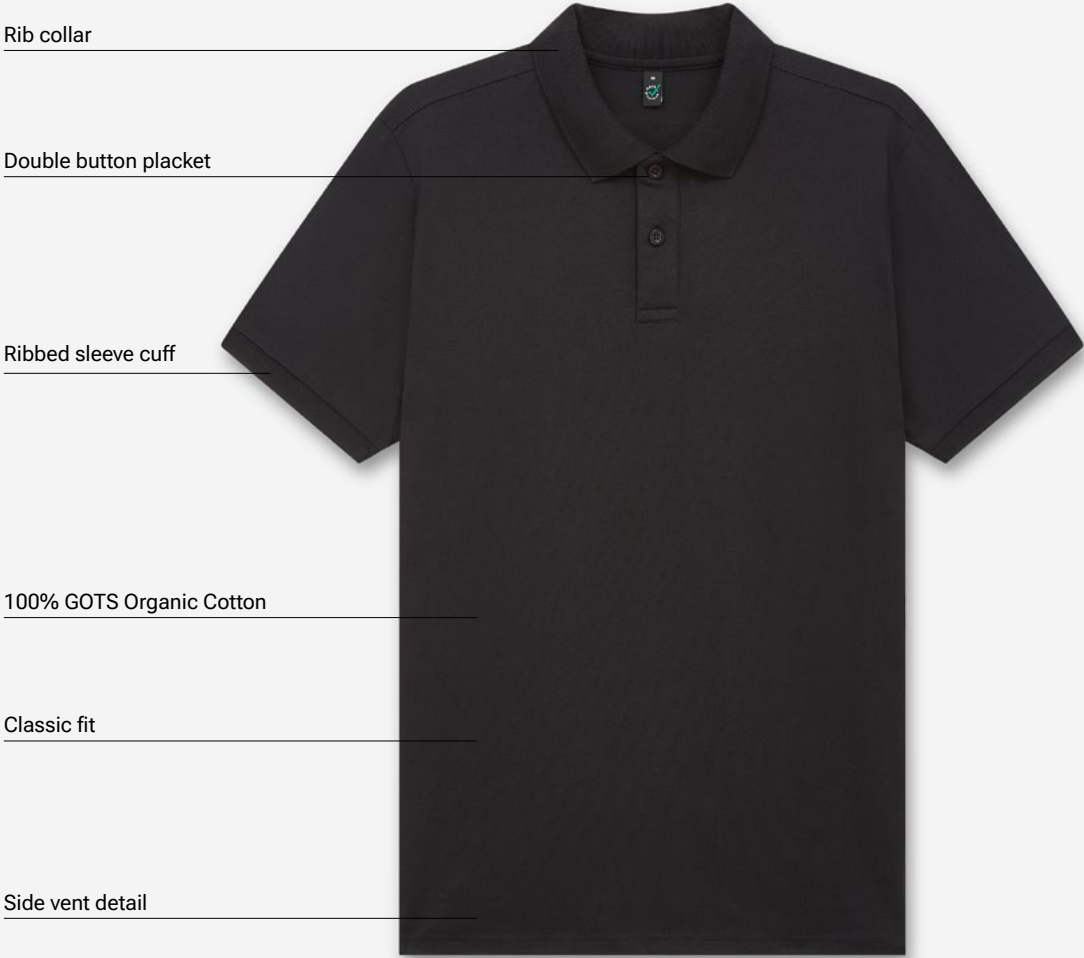 Rib collar
Double button placket
Ribbed sleeve cuff
100% GOTS Organic Cotton
Classic fit
Side vent detail